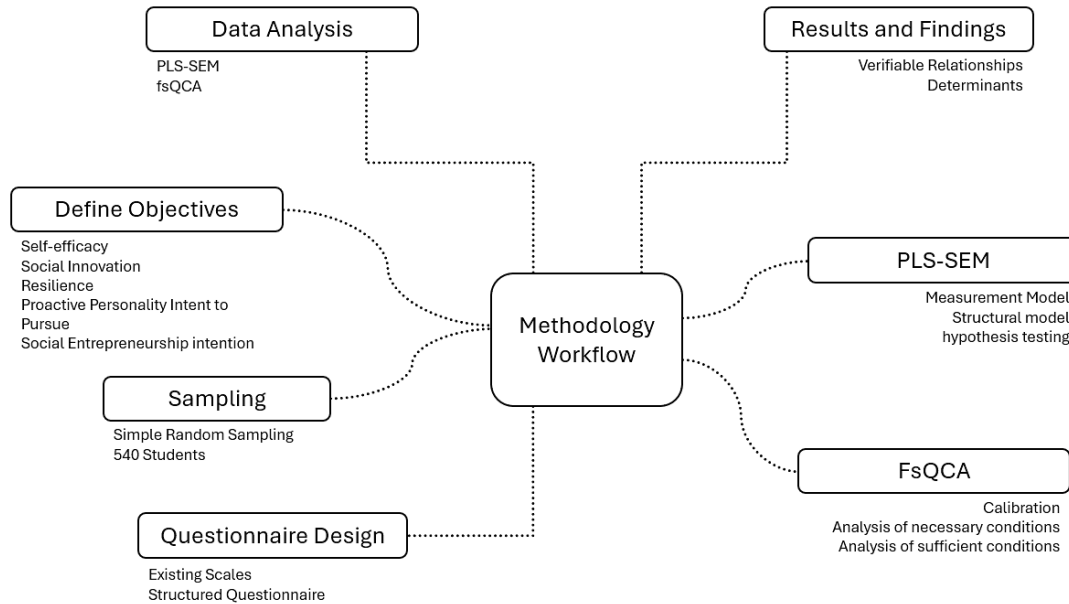 Data Analysis
PLS-SEM
fsQCA
Results and Findings
Verifiable Relationships
Determinants
Define Objectives
Self-efficacy
Social Innovation
Resilience
Proactive Personality Intent to
Pursue
Social Entrepreneurship intention
Methodology
Workflow
PLS-SEM
Measurement Model
Structural model
hypothesis testing
Sampling
Simple Random Sampling
540 Students
FsQCA
Calibration
Analysis of necessary conditions
Analysis of sufficient conditions
Questionnaire Design
Existing Scales
Structured Questionnaire